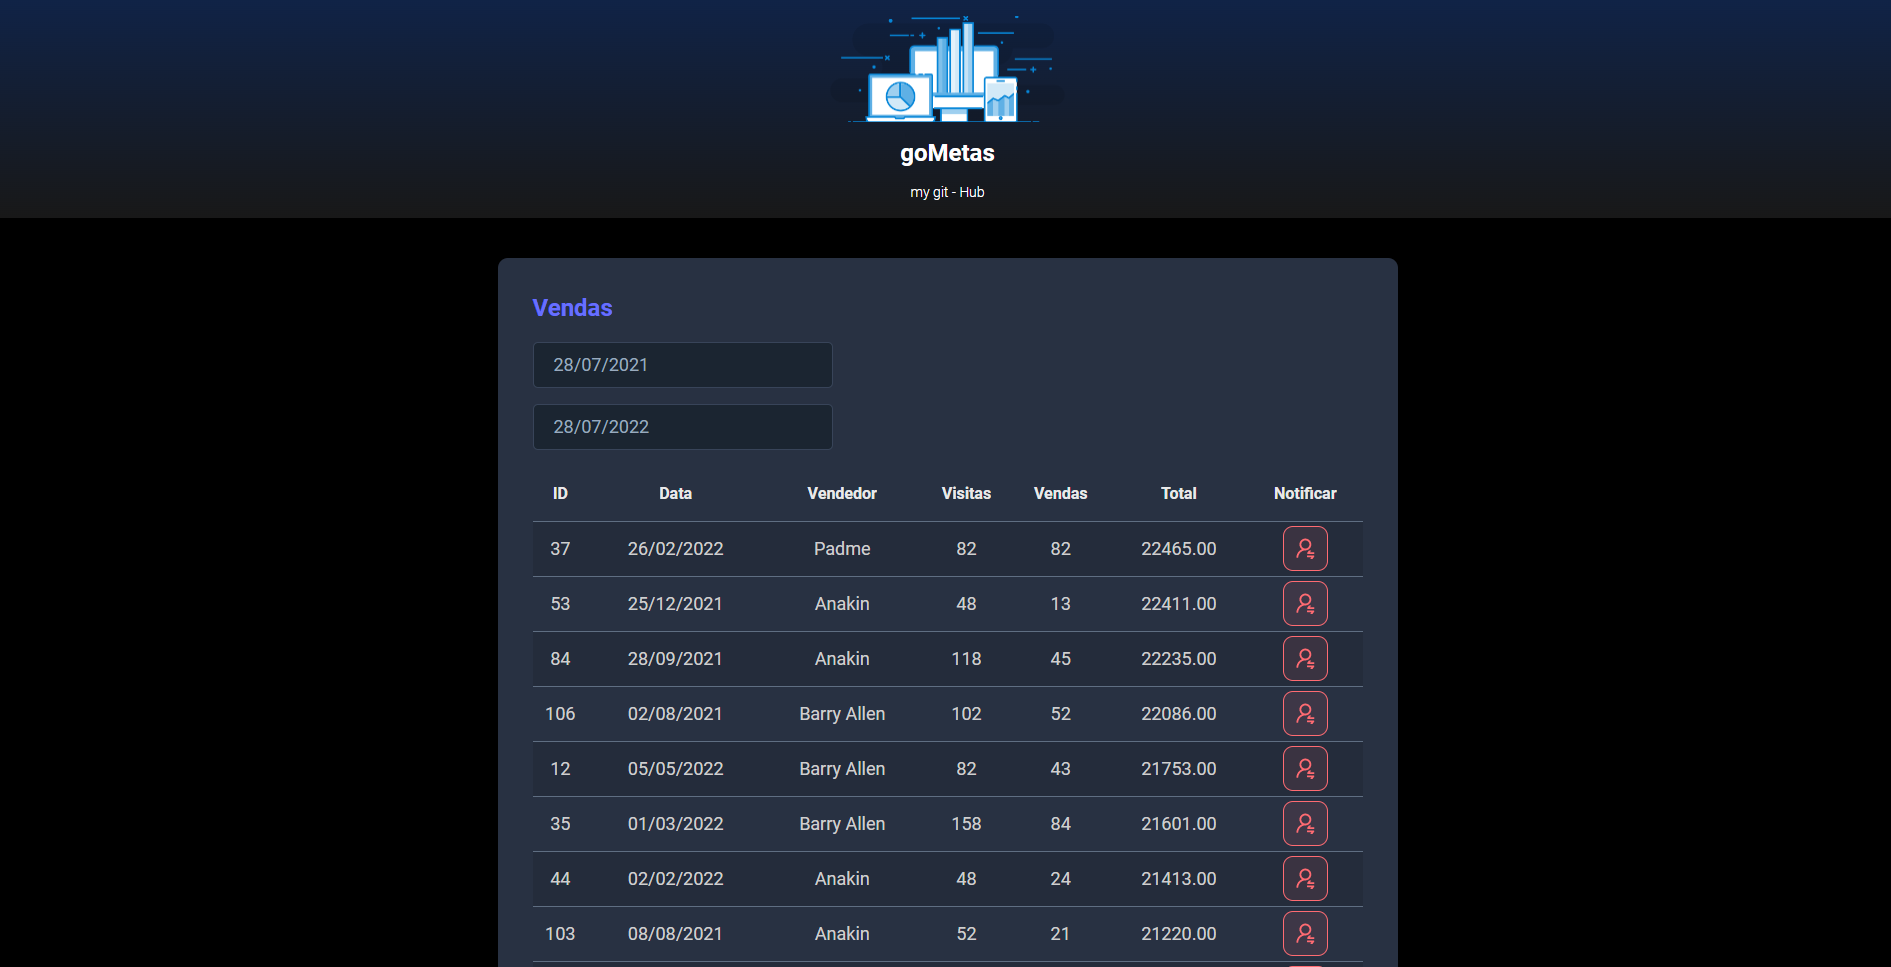 goMetas
my git - Hub
Vendas
28/07/2021
28/07/2022
ID Data Vendedor Visitas Vendas Total Notificar
37 26/02/2022 Padme 82 82 22465.00
53 25/12/2021 Anakin 48 13 22411.00
84 28/09/2021 Anakin 118 45 22235.00
106 02/08/2021 Barry Allen 102 52 22086.00
12 05/05/2022 Barry Allen 82 43 21753.00
35 01/03/2022 Barry Allen 158 84 21601.00
44 02/02/2022 Anakin 48 24 21413.00
103 08/08/2021 Anakin 52 21 21220.00